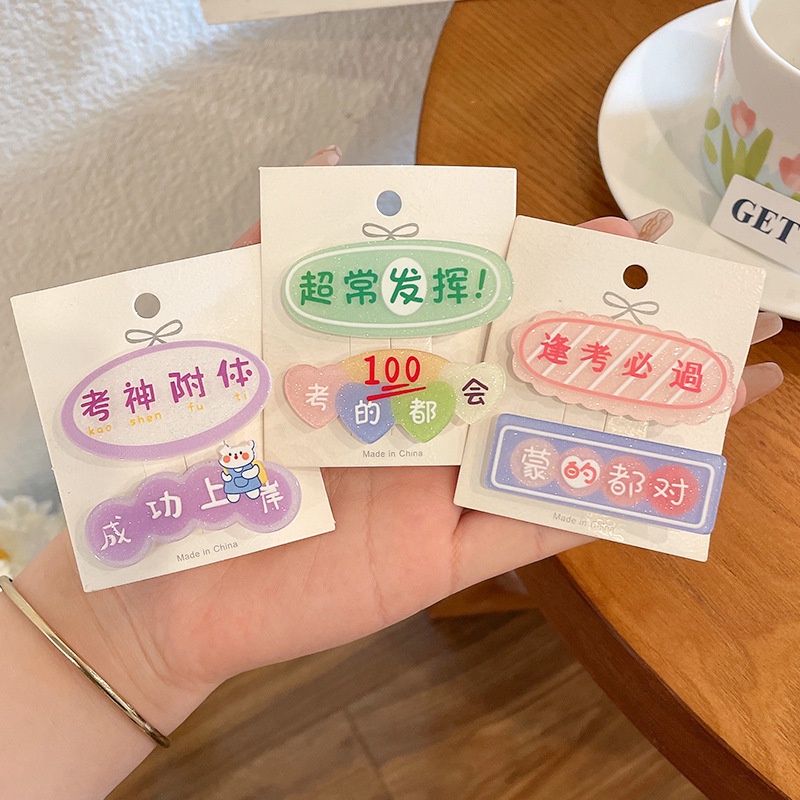 考神附体
kao shen fu ti
成功上岸
Made in China
超常发挥!
100
考的都会
Made in China
逢考必過
蒙的都对
Made in China
GET